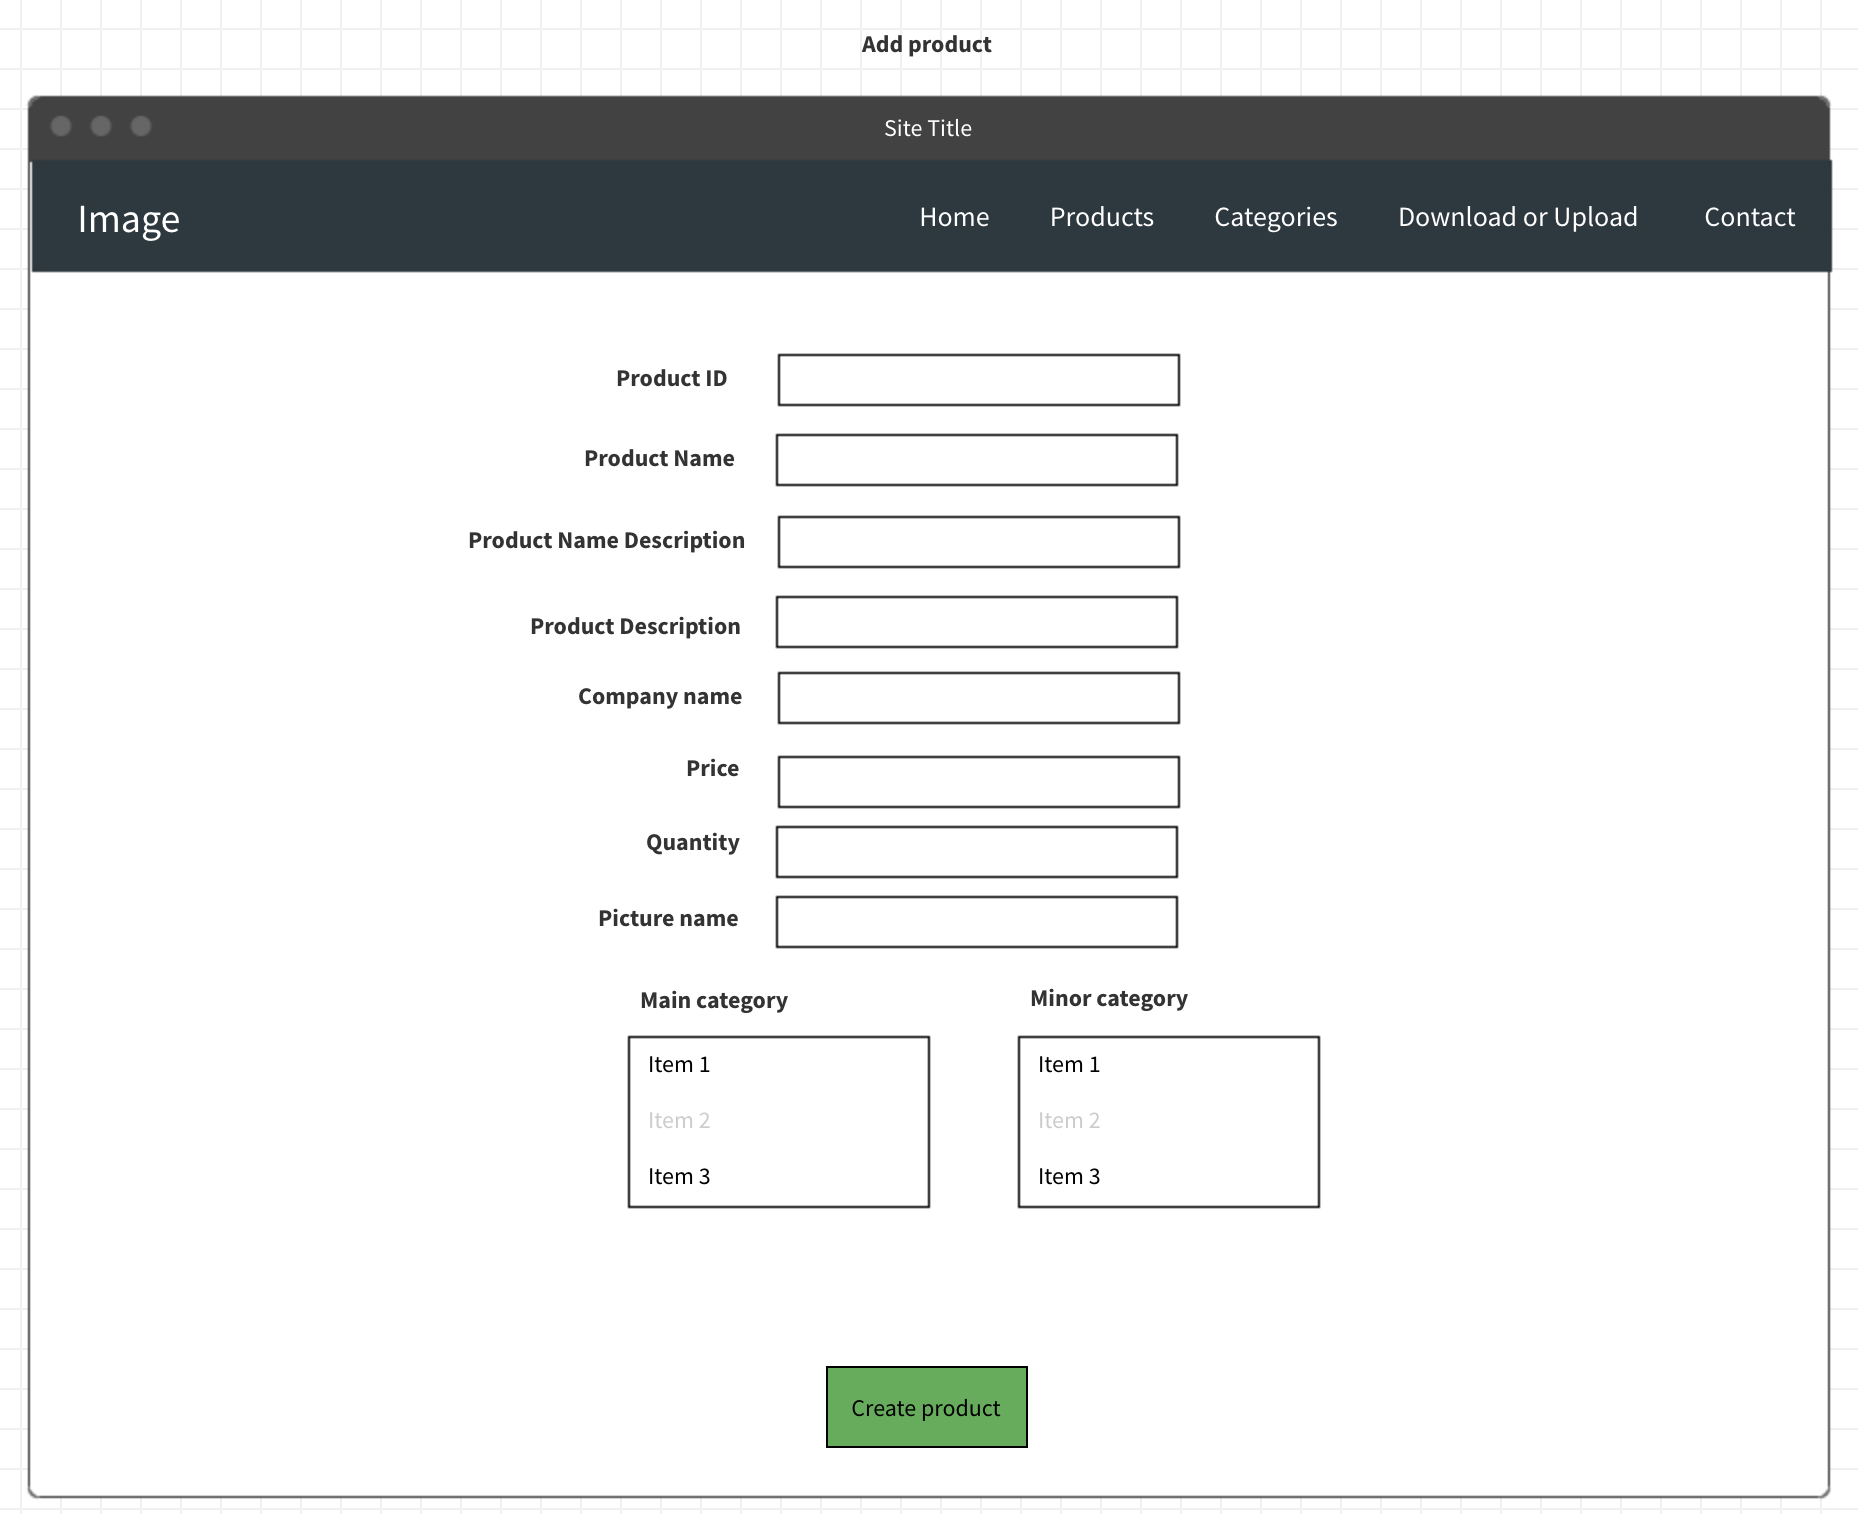 Add product
Site Title
Image
Home Products Categories Download or Upload Contact
Product ID
Product Name
Product Name Description
Product Description
Company name
Price
Quantity
Picture name
Main category Minor category
Item 1 Item 1
Item 2 Item 2
Item 3 Item 3
Create product